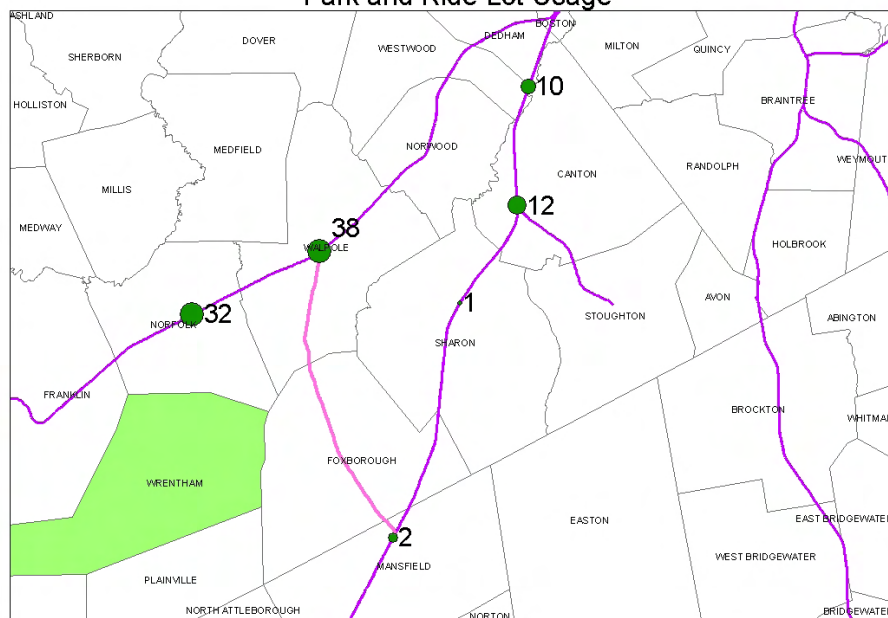 Park and Ride Lot Usage
ASHLAND
BOSTON
DOVER
DEDHAM
WESTWOOD
MILTON
QUINCY
SHERBORN
10
HOLLISTON
BRAINTREE
MEDFIELD
NORWOOD
WEYMOUT
RANDOLPH
CANTON
MILLIS
12
MEDWAY
38
WALPOLE
HOLBROOK
1
AVON
32
NORFOLK
STOUGHTON
ABINGTON
SHARON
FRANKLIN
BROCKTON
WHITMA
FOXBOROUGH
WRENTHAM
EASTON
EAST BRIDGEWATER
2
WEST BRIDGEWATER
MANSFIELD
PLAINVILLE
NORTH ATTLEBOROUGH
BRIDGEWATER
NORTON